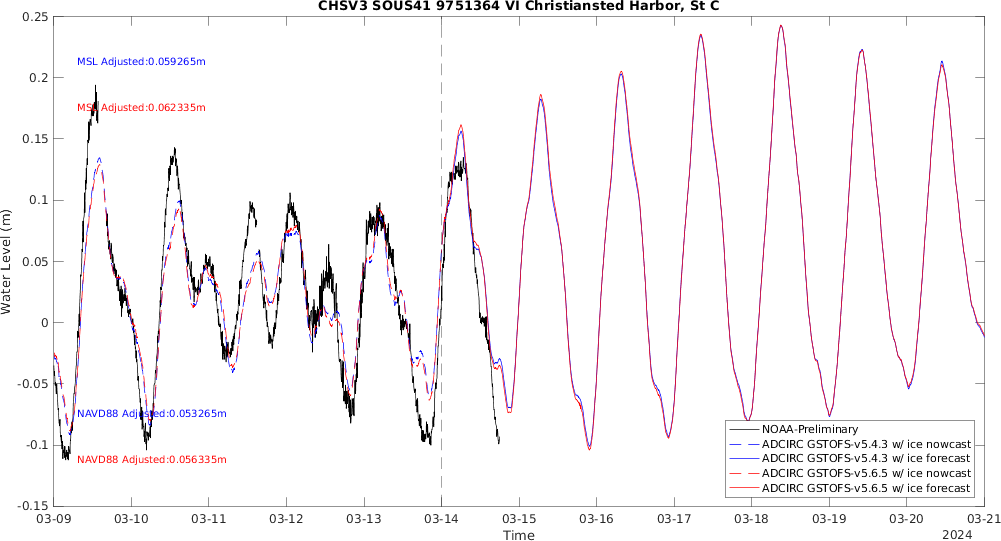 CHSV3 SOUS41 9751364 VI Christiansted Harbor, St C
0.25
0.2
0.15
0.1
0.05
0
-0.05
-0.1
-0.15
Water Level (m)
MSL Adjusted:0.059265m
MSL Adjusted:0.062335m
NAVD88 Adjusted:0.053265m
NAVD88 Adjusted:0.056335m
NOAA-Preliminary
ADCIRC GSTOFS-v5.4.3 w/ ice nowcast
ADCIRC GSTOFS-v5.4.3 w/ ice forecast
ADCIRC GSTOFS-v5.6.5 w/ ice nowcast
ADCIRC GSTOFS-v5.6.5 w/ ice forecast
03-09 03-10 03-11 03-12 03-13 03-14 03-15 03-16 03-17 03-18 03-19 03-20 03-21
Time
2024